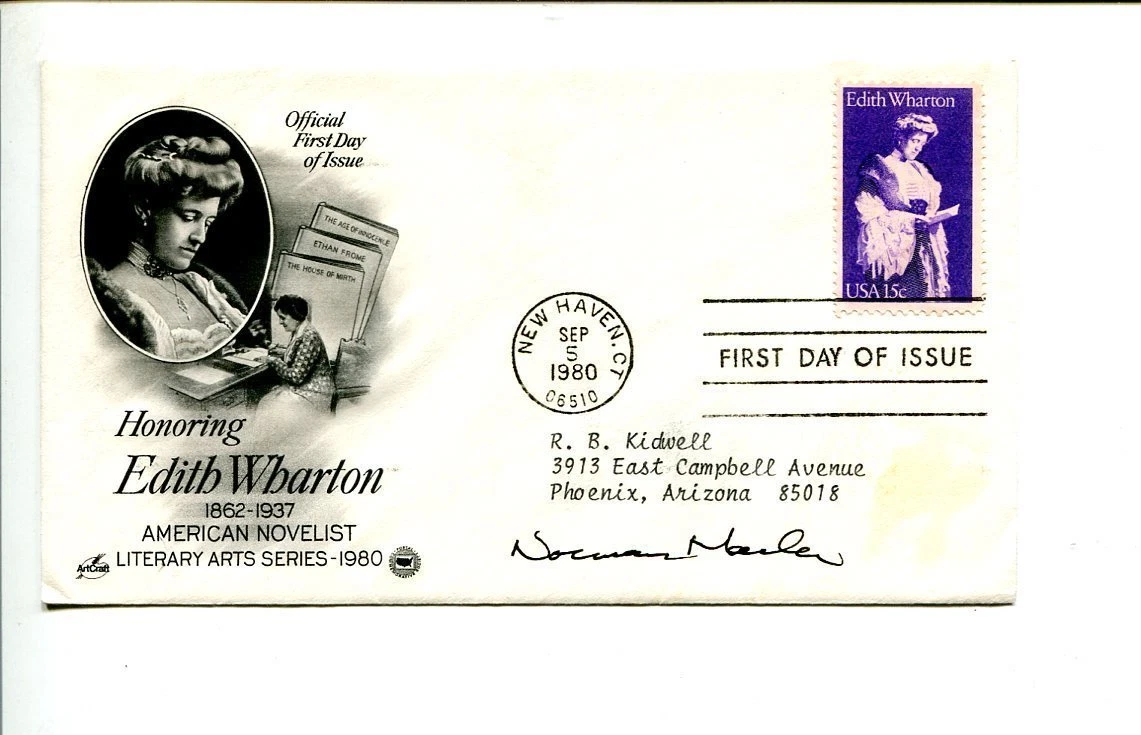 Official
First Day
of Issue
THE AGE OF INNOCENCE
ETHAN FROME
THE HOUSE OF MIRTH
Honoring
Edith Wharton
1862-1937
AMERICAN NOVELIST
LITERARY ARTS SERIES-1980
ArtCraft
Edith Wharton
USA 15c
NEW HAVEN, CT
SEP
5
1980
06510
FIRST DAY OF ISSUE
R. B. Kidwell
3913 East Campbell Avenue
Phoenix, Arizona 85018
Norman Mailer